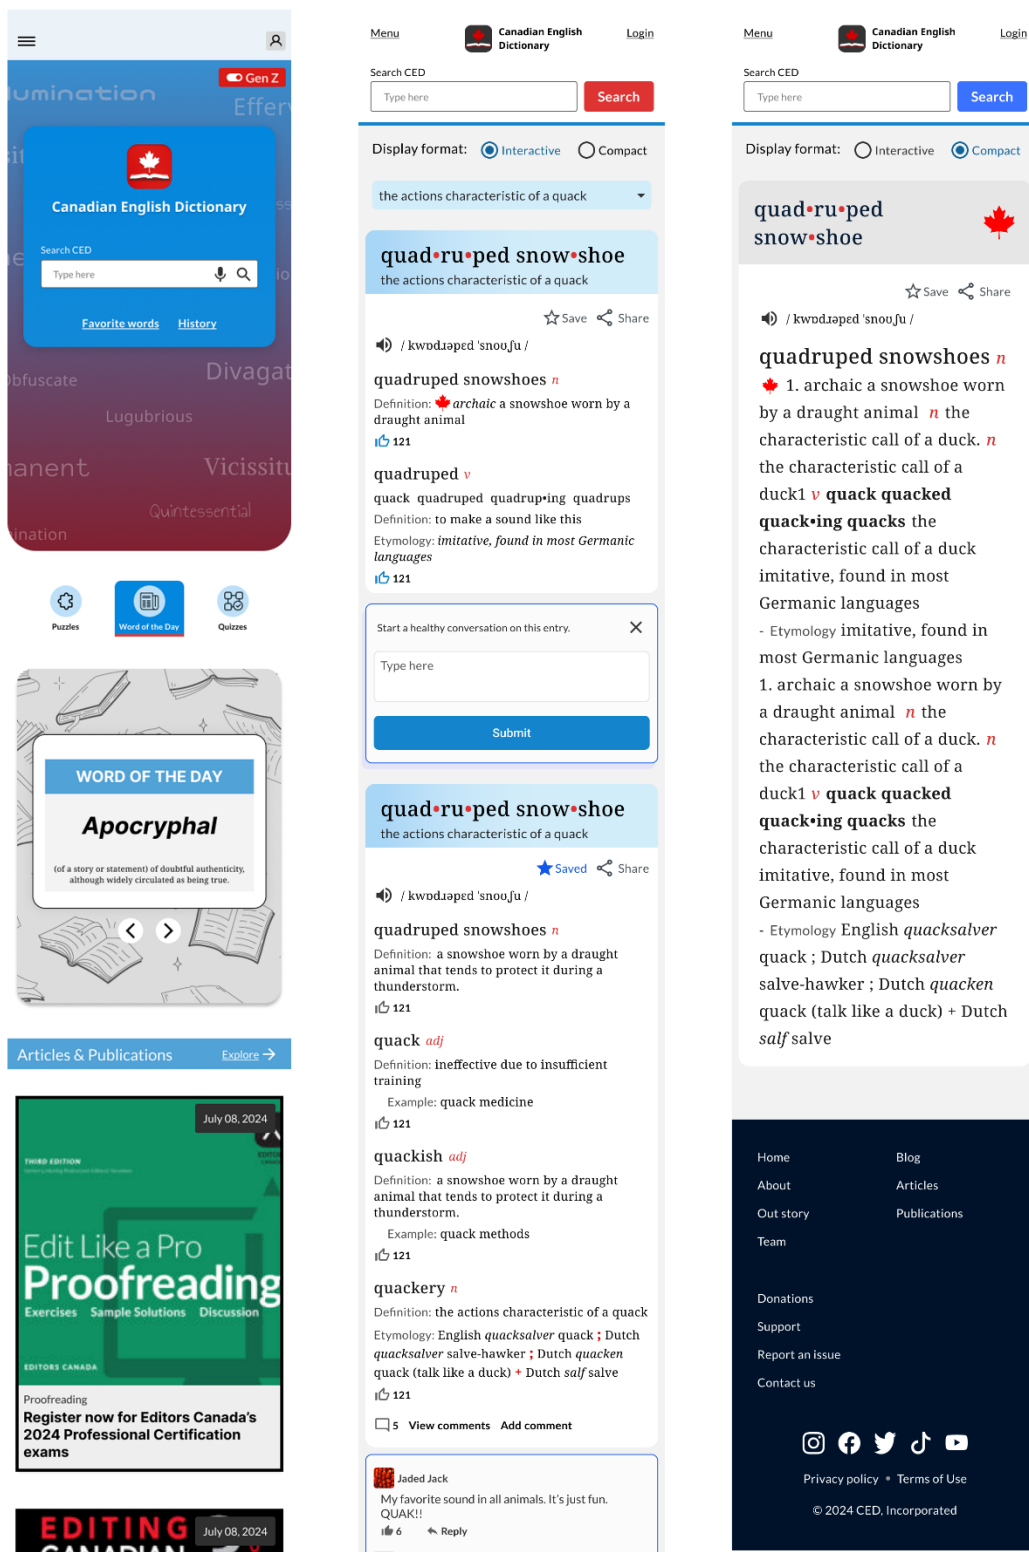 Gen Z
lumination
Efferv
Canadian English Dictionary
Search CED
Type here
Favorite words History
Obfuscate
Divagat
Lugubrious
anent
Vicissitu
Quintessential
ination
Puzzles
Word of the Day
Quizzes
WORD OF THE DAY
Apocryphal
(of a story or statement) of doubtful authenticity,
although widely circulated as being true.
Articles & Publications Explore →
July 08, 2024
THIRD EDITION
Edit Like a Pro
Proofreading
Exercises Sample Solutions Discussion
EDITORS CANADA
Proofreading
Register now for Editors Canada's
2024 Professional Certification
exams
EDITING
CANADIAN
July 08, 2024
Menu
Canadian English
Dictionary
Login
Search CED
Type here
Search
Display format: Interactive Compact
the actions characteristic of a quack
quad•ru•ped snow•shoe
the actions characteristic of a quack
Save Share
/ kwɒdɹəpɛd ˈsnoʊˌʃu /
quadruped snowshoes n
Definition: archaic a snowshoe worn by a
draught animal
121
quadruped v
quack quadruped quadrup•ing quadrups
Definition: to make a sound like this
Etymology: imitative, found in most Germanic
languages
121
Start a healthy conversation on this entry.
Type here
Submit
quad•ru•ped snow•shoe
the actions characteristic of a quack
Saved Share
/ kwɒdɹəpɛd ˈsnoʊˌʃu /
quadruped snowshoes n
Definition: a snowshoe worn by a draught
animal that tends to protect it during a
thunderstorm.
121
quack adj
Definition: ineffective due to insufficient
training
Example: quack medicine
121
quackish adj
Definition: a snowshoe worn by a draught
animal that tends to protect it during a
thunderstorm.
Example: quack methods
121
quackery n
Definition: the actions characteristic of a quack
Etymology: English quacksalver quack ; Dutch
quacksalver salve-hawker ; Dutch quacken
quack (talk like a duck) + Dutch salf salve
121
5 View comments Add comment
Jaded Jack
My favorite sound in all animals. It's just fun.
QUAK!!
6 Reply
Menu
Canadian English
Dictionary
Login
Search CED
Type here
Search
Display format: Interactive Compact
quad•ru•ped
snow•shoe
Save Share
/ kwɒdɹəpɛd ˈsnoʊˌʃu /
quadruped snowshoes n
1. archaic a snowshoe worn
by a draught animal n the
characteristic call of a duck. n
the characteristic call of a
duck1 v quack quacked
quack•ing quacks the
characteristic call of a duck
imitative, found in most
Germanic languages
- Etymology imitative, found in
most Germanic languages
1. archaic a snowshoe worn by
a draught animal n the
characteristic call of a duck. n
the characteristic call of a
duck1 v quack quacked
quack•ing quacks the
characteristic call of a duck
imitative, found in most
Germanic languages
- Etymology English quacksalver
quack ; Dutch quacksalver
salve-hawker ; Dutch quacken
quack (talk like a duck) + Dutch
salf salve
Home
About
Out story
Team
Blog
Articles
Publications
Donations
Support
Report an issue
Contact us
Privacy policy • Terms of Use
© 2024 CED, Incorporated